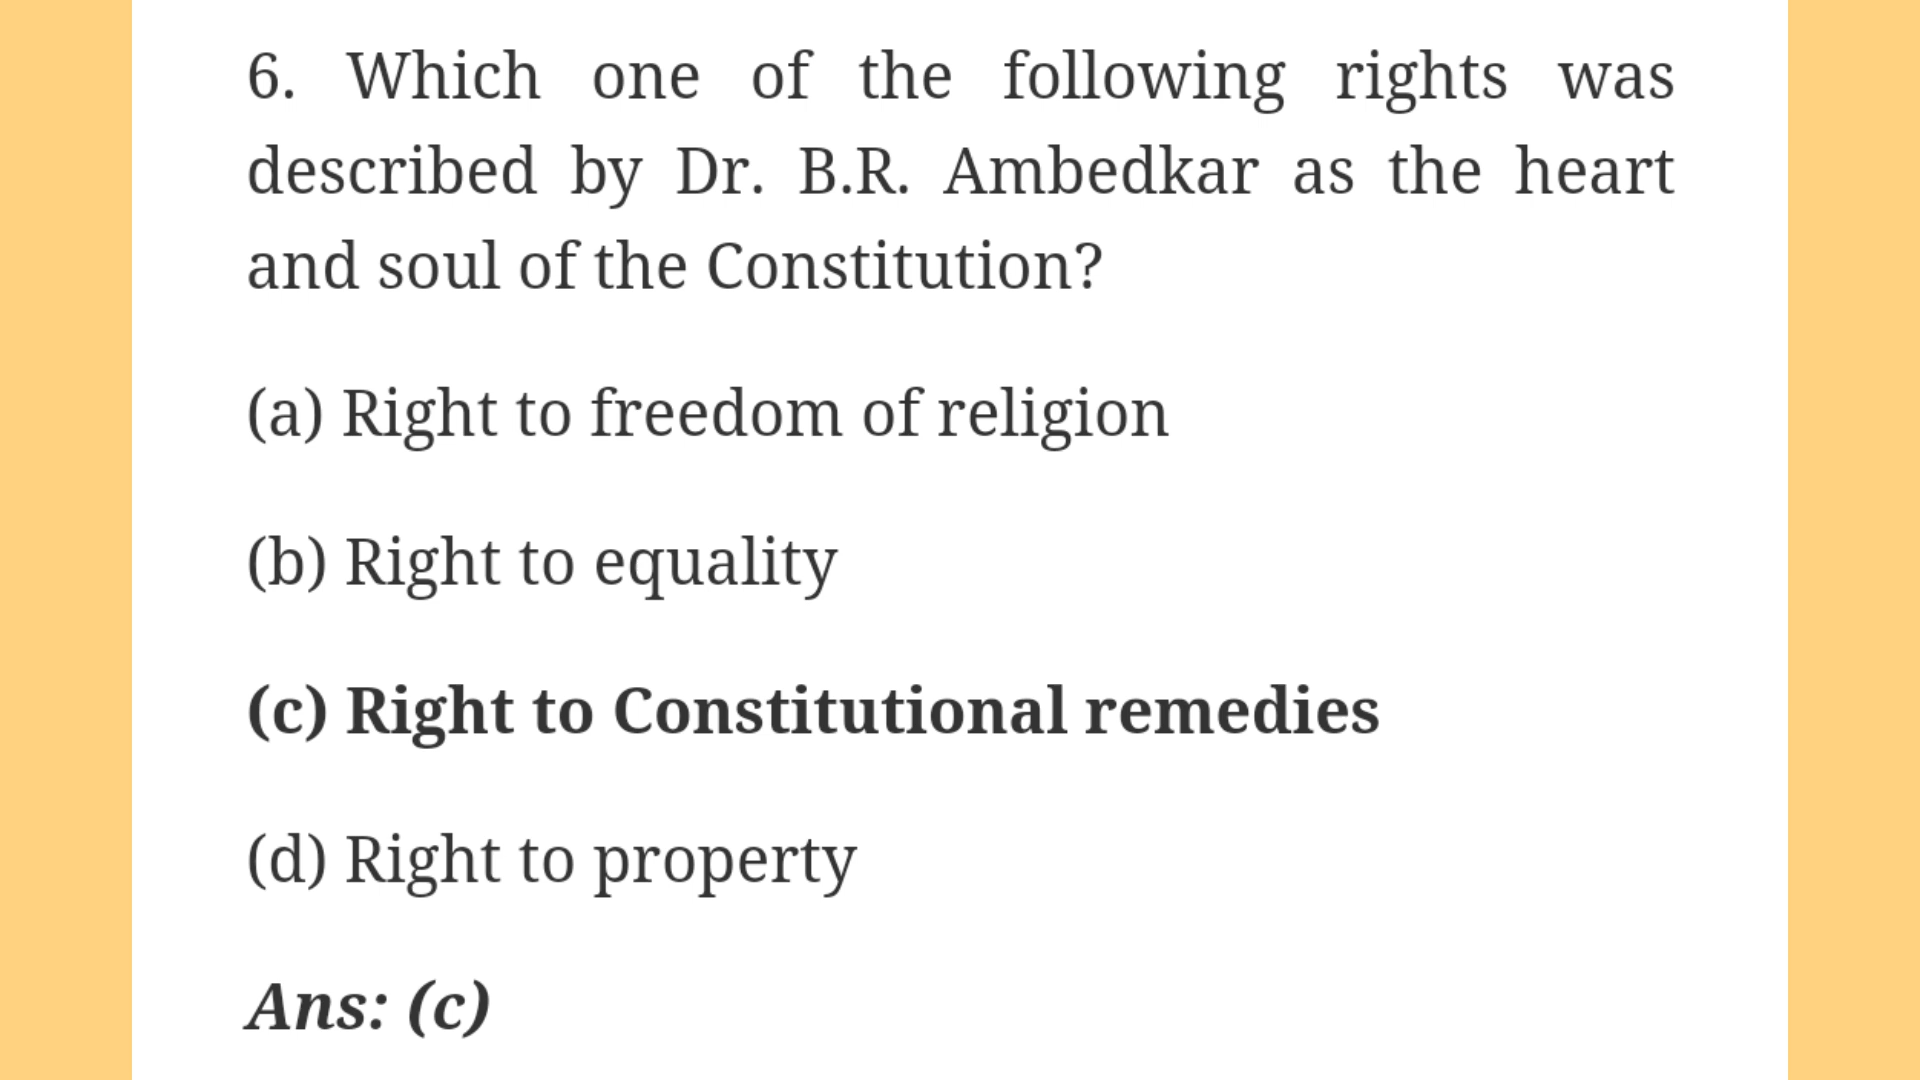 6. Which one of the following rights was
described by Dr. B.R. Ambedkar as the heart
and soul of the Constitution?
(a) Right to freedom of religion
(b) Right to equality
(c) Right to Constitutional remedies
(d) Right to property
Ans: (c)